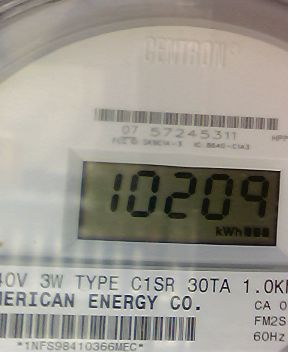 CENTRON®
07 57245311
10209
kWh
40V 3W TYPE C1SR 30TA 1.0K
MERICAN ENERGY CO.
CA 0
FM2S
60Hz
*1NFS98410366MEC*